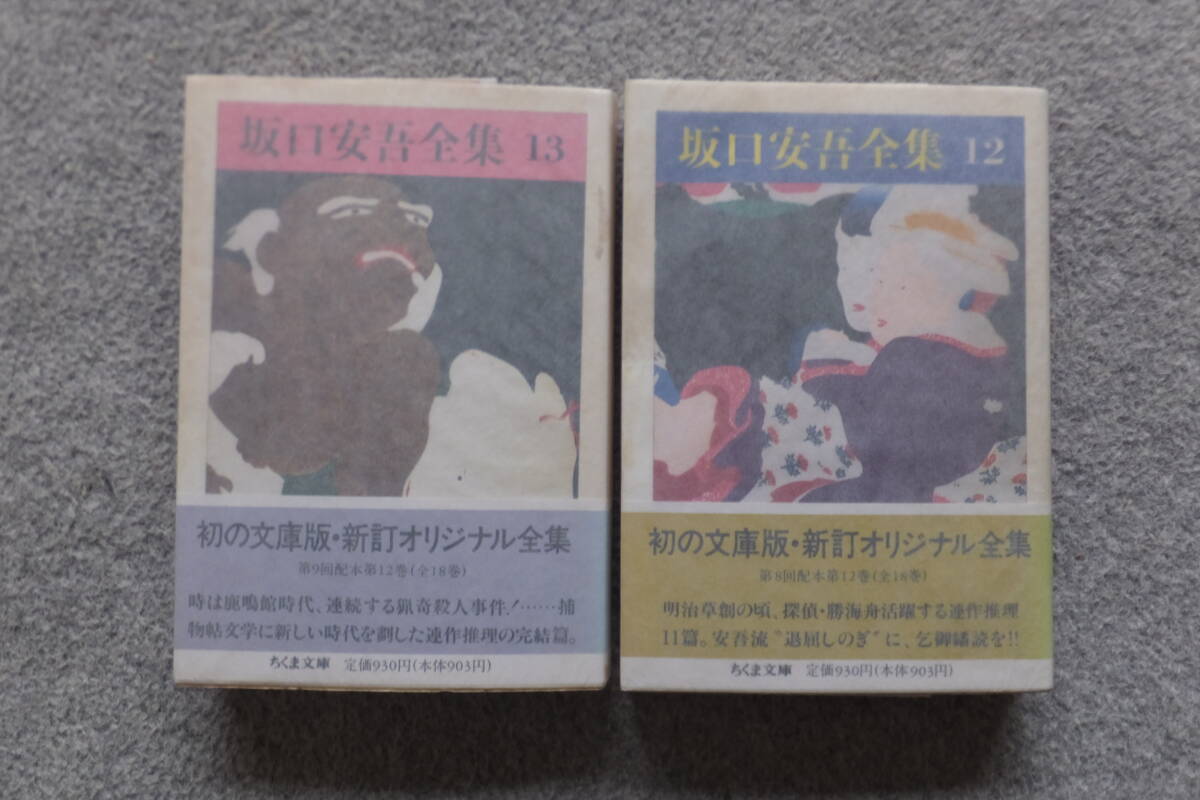 坂口安吾全集 13
初の文庫版・新訂オリジナル全集
第9回配本第12巻(全18巻)
時は鹿鳴館時代、連続する猟奇殺人事件!……捕
物帖文学に新しい時代を劃した連作推理の完結篇。
ちくま文庫 定価930円(本体903円)
坂口安吾全集 12
初の文庫版・新訂オリジナル全集
第8回配本第12巻(全18巻)
明治草創の頃、探偵・勝海舟活躍する連作推理
11篇。安吾流〝退屈しのぎ〞に、乞御繙読を!!
ちくま文庫 定価930円(本体903円)